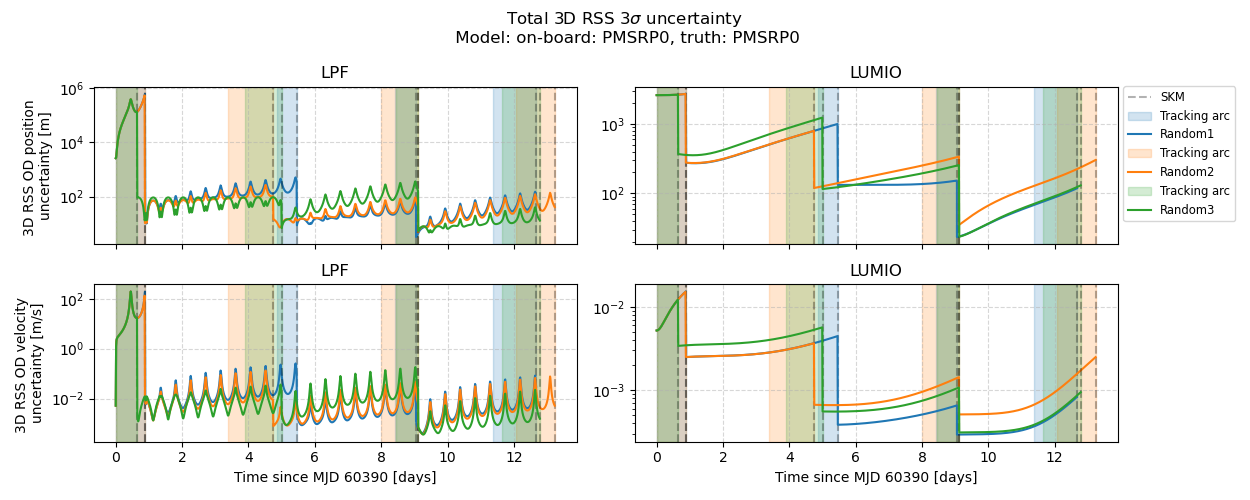 Total 3D RSS 3σ uncertainty
Model: on-board: PMSRP0, truth: PMSRP0
LPF
LUMIO
3D RSS OD position
uncertainty [m]
10^6
10^4
10^2
10^3
10^2
SKM
Tracking arc
Random1
Tracking arc
Random2
Tracking arc
Random3
LPF
LUMIO
3D RSS OD velocity
uncertainty [m/s]
10^2
10^0
10^−2
10^−2
10^−3
0 2 4 6 8 10 12
0 2 4 6 8 10 12
Time since MJD 60390 [days]
Time since MJD 60390 [days]